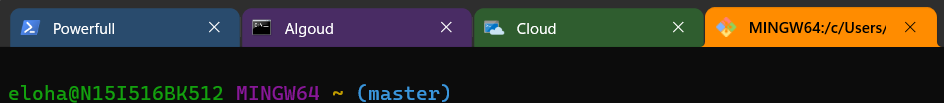 Powerfull Algoud Cloud MINGW64:/c/Users/
eloha@N15I516BK512 MINGW64 ~ (master)